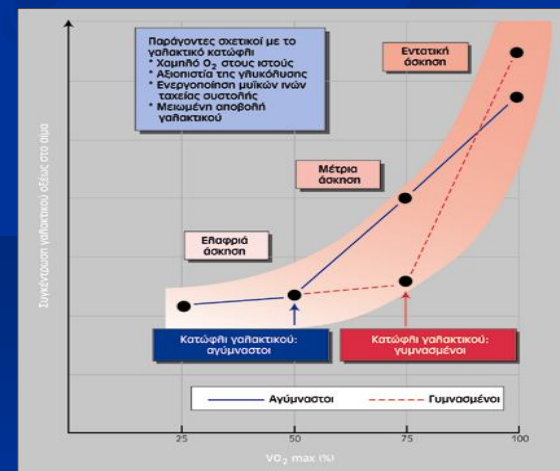 Παράγοντες σχετικοί με το
γαλακτικό κατώφλι
* Χαμηλό O₂ στους ιστούς
* Αξιοπιστία της γλυκόλυσης
* Ενεργοποίηση μυϊκών ινών
ταχείας συστολής
* Μειωμένη αποβολή
γαλακτικού
Εντατική
άσκηση
Μέτρια
άσκηση
Ελαφριά
άσκηση
Συγκέντρωση γαλακτικού οξέως στο αίμα
Κατώφλι γαλακτικού:
αγύμναστοι
Κατώφλι γαλακτικού:
γυμνασμένοι
Αγύμναστοι
Γυμνασμένοι
25 50 75 100
VO₂ max (%)